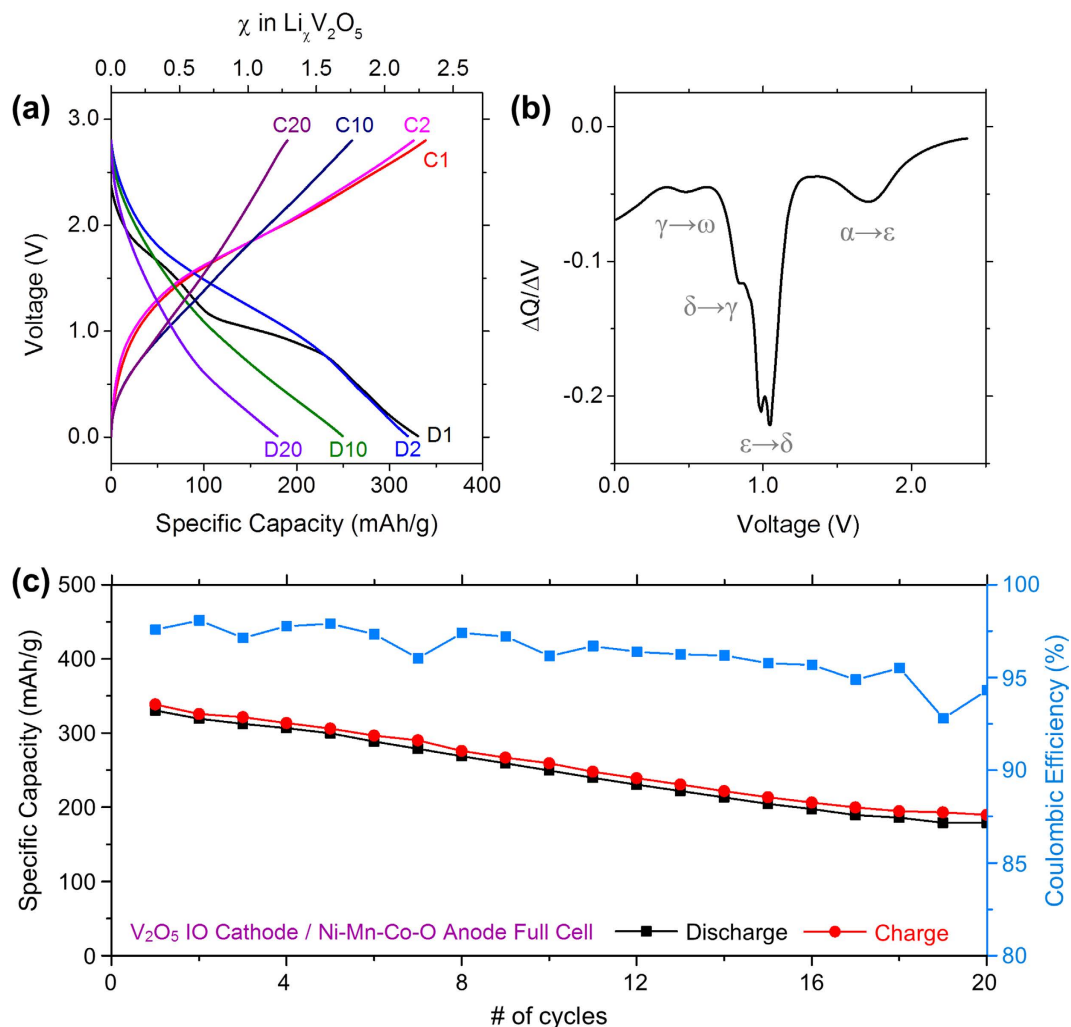 χ in LiχV2O5
0.0 0.5 1.0 1.5 2.0 2.5
(a)
3.0
2.0
1.0
0.0
Voltage (V)
C20
C10
C2
C1
D20
D10
D2
D1
0 100 200 300 400
Specific Capacity (mAh/g)
(b)
0.0
-0.1
-0.2
ΔQ/ΔV
γ→ω
α→ε
δ→γ
ε→δ
0.0 1.0 2.0
Voltage (V)
(c)
500
400
300
200
100
0
Specific Capacity (mAh/g)
100
95
90
85
80
Coulombic Efficiency (%)
V2O5 IO Cathode / Ni-Mn-Co-O Anode Full Cell
Discharge
Charge
0 4 8 12 16 20
# of cycles